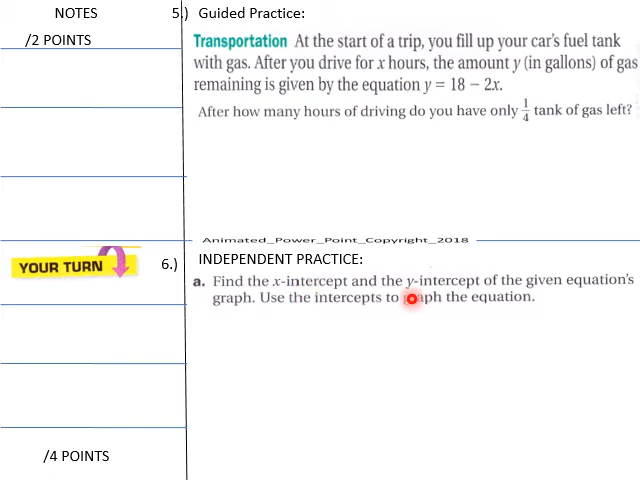 NOTES
/2 POINTS
5.) Guided Practice:
Transportation At the start of a trip, you fill up your car's fuel tank
with gas. After you drive for x hours, the amount y (in gallons) of gas
remaining is given by the equation y = 18 − 2x.
After how many hours of driving do you have only 1/4 tank of gas left?
Animated_Power_Point_Copyright_2018
YOUR TURN
6.) INDEPENDENT PRACTICE:
a. Find the x-intercept and the y-intercept of the given equation's
graph. Use the intercepts to graph the equation.
/4 POINTS